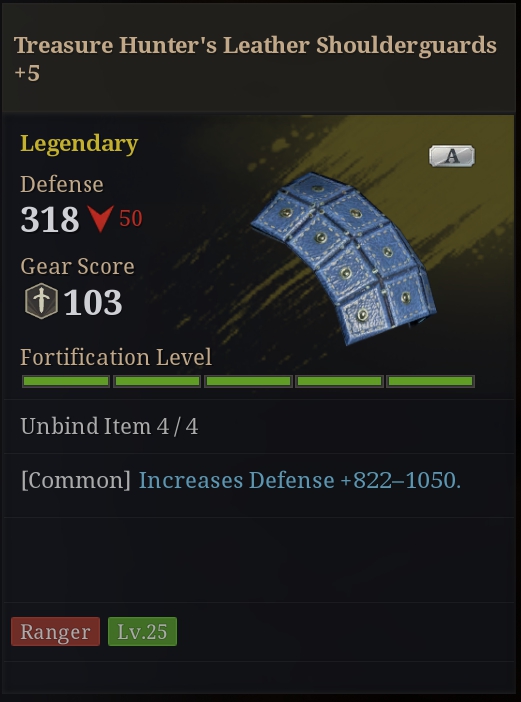 Treasure Hunter's Leather Shoulderguards
+5
Legendary
A
Defense
318 50
Gear Score
103
Fortification Level
Unbind Item 4 / 4
[Common] Increases Defense +822–1050.
Ranger Lv.25